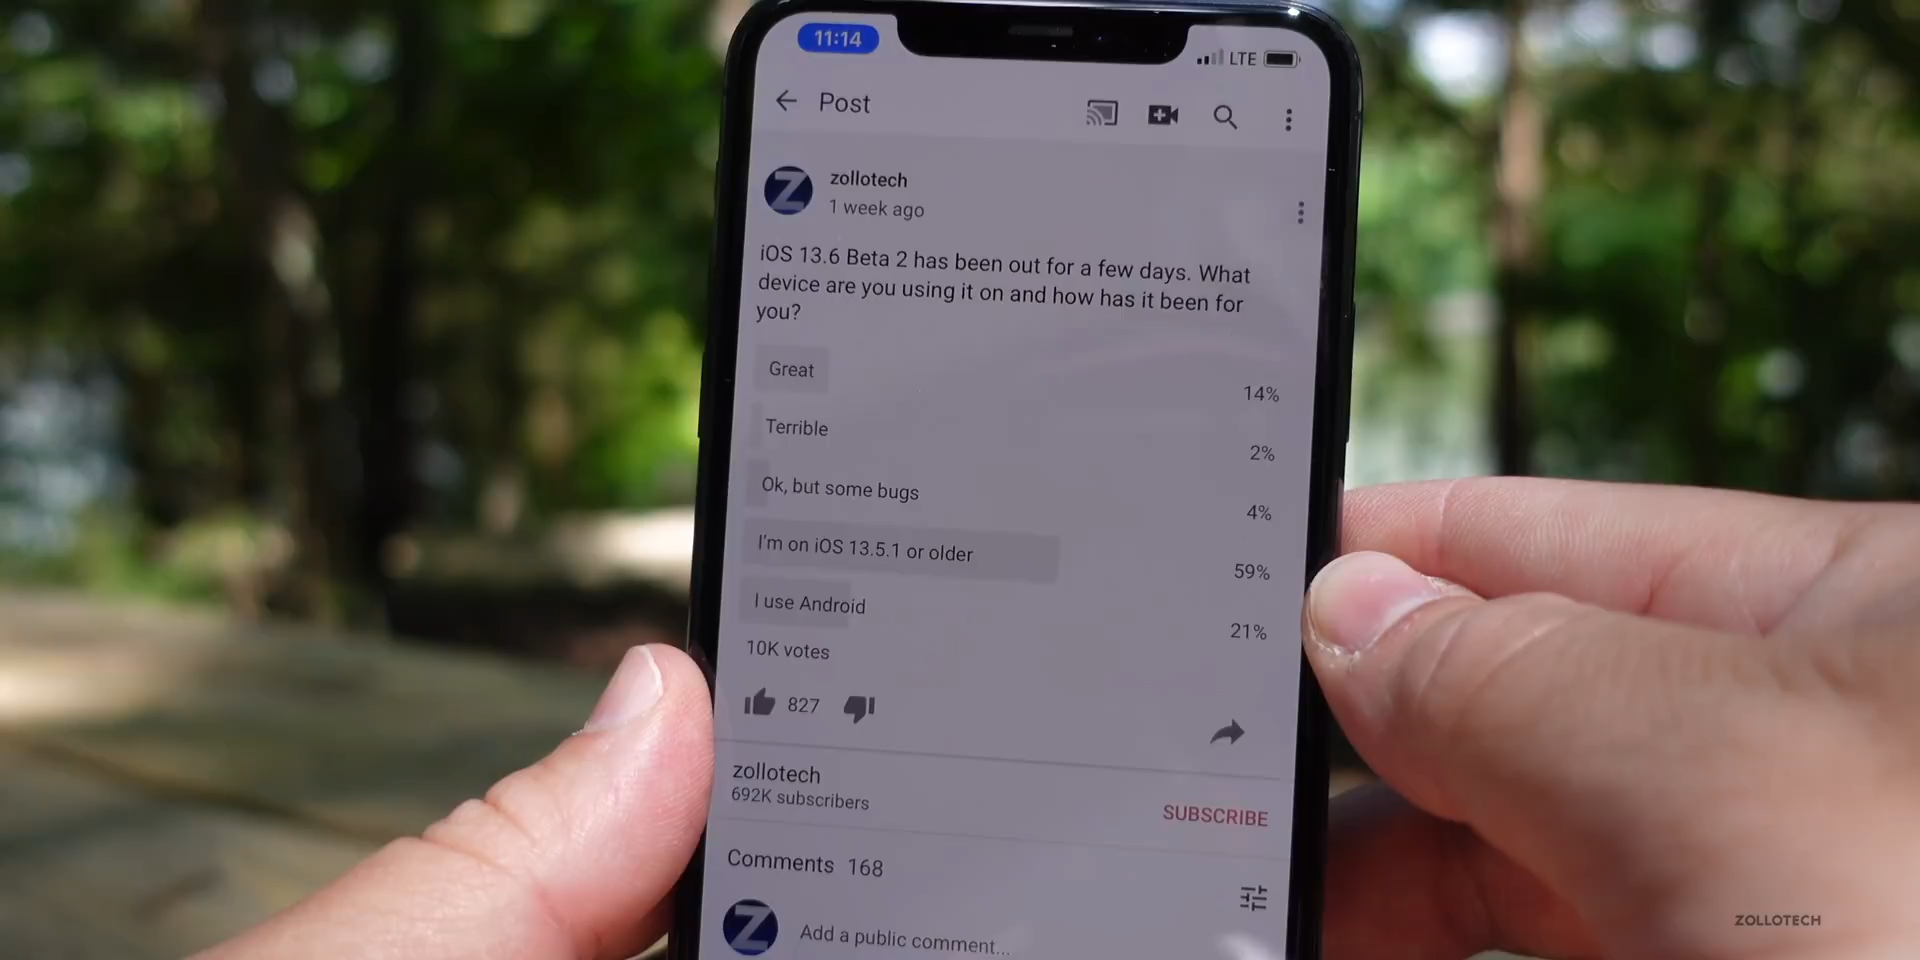 11:14
LTE
Post
zollotech
1 week ago
iOS 13.6 Beta 2 has been out for a few days. What
device are you using it on and how has it been for
you?
Great 14%
Terrible 2%
Ok, but some bugs 4%
I'm on iOS 13.5.1 or older 59%
I use Android 21%
10K votes
827
zollotech
692K subscribers
SUBSCRIBE
Comments 168
Z
Add a public comment...
ZOLLOTECH